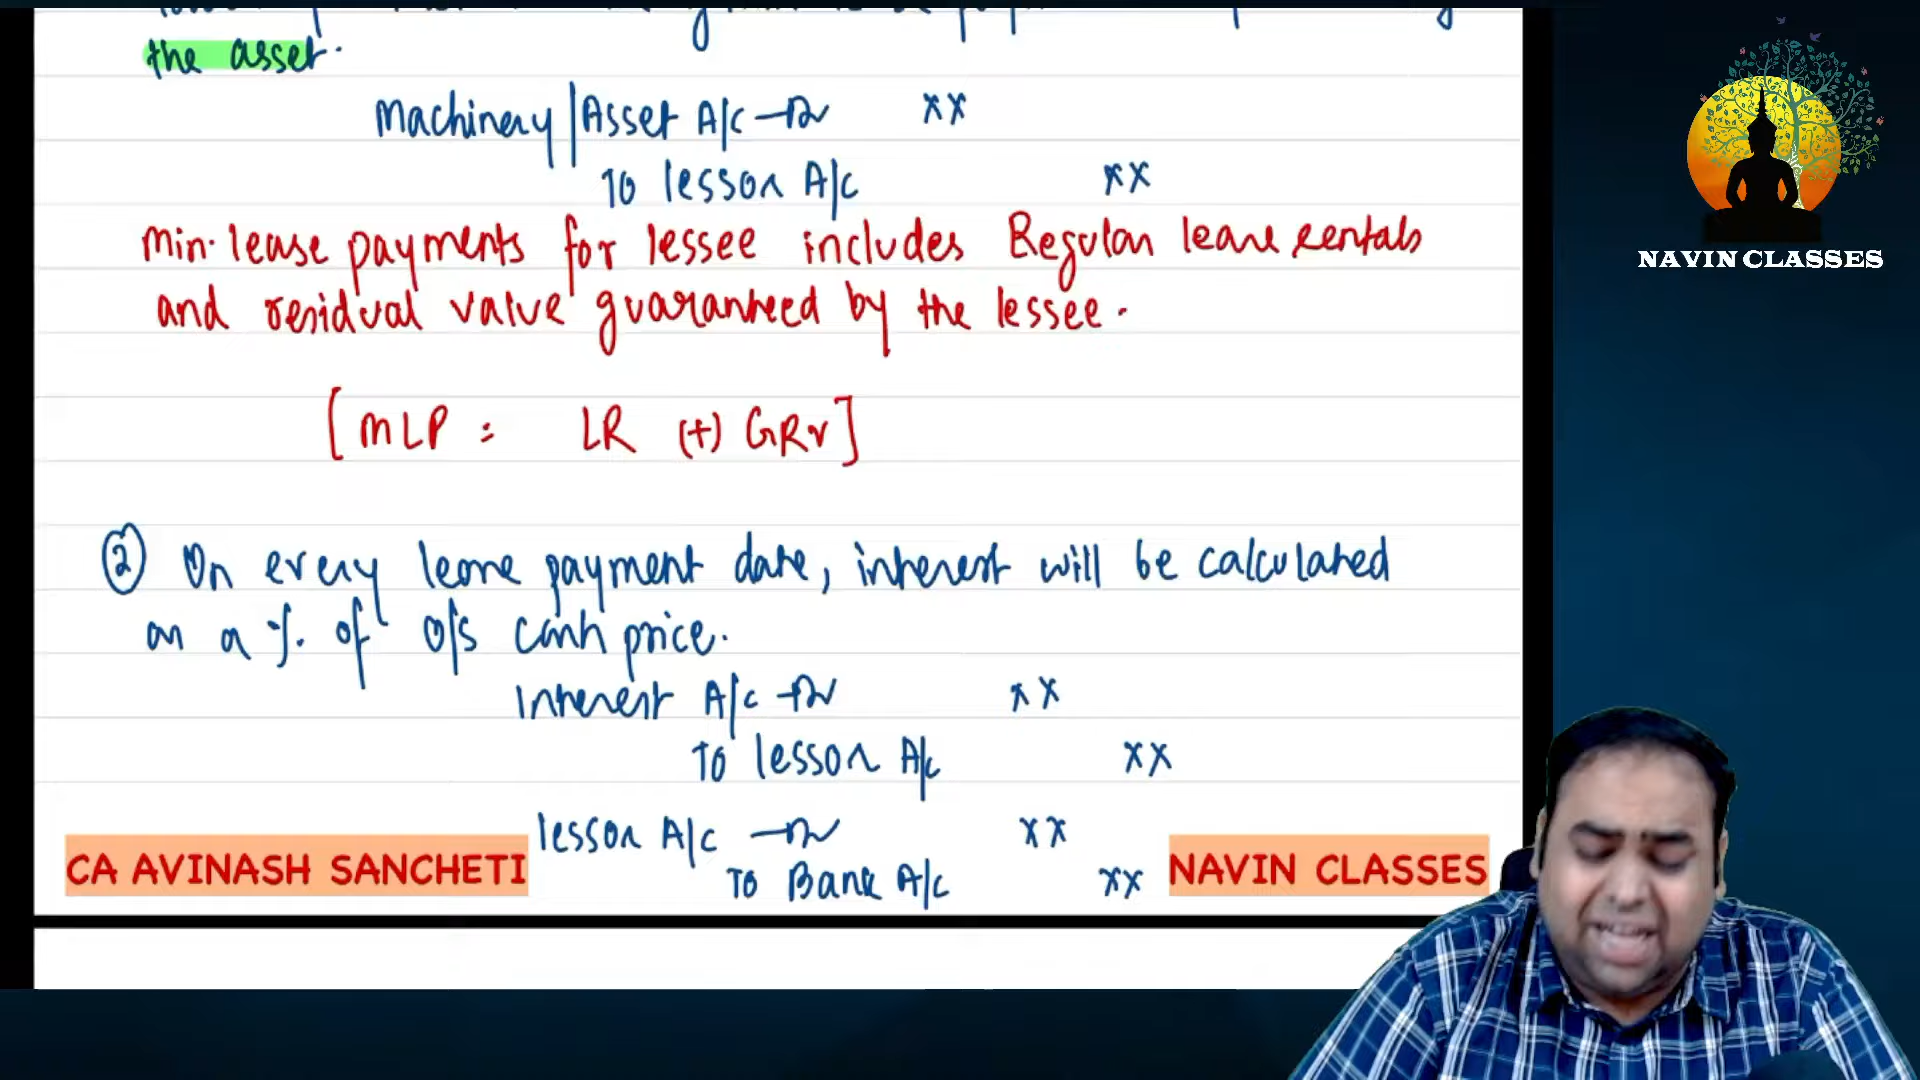 the asset.
Machinery/Asset A/c Dr xx
To lessor A/c xx
Min. lease payments for lessee includes Regular lease rentals
and residual value guaranteed by the lessee.
[MLP = LR (+) GRV]
② On every lease payment date, interest will be calculated
as a % of O/s cash price.
Interest A/c Dr xx
To lessor A/c xx
lessor A/c Dr xx
To Bank A/c xx
CA AVINASH SANCHETI
NAVIN CLASSES
NAVIN CLASSES